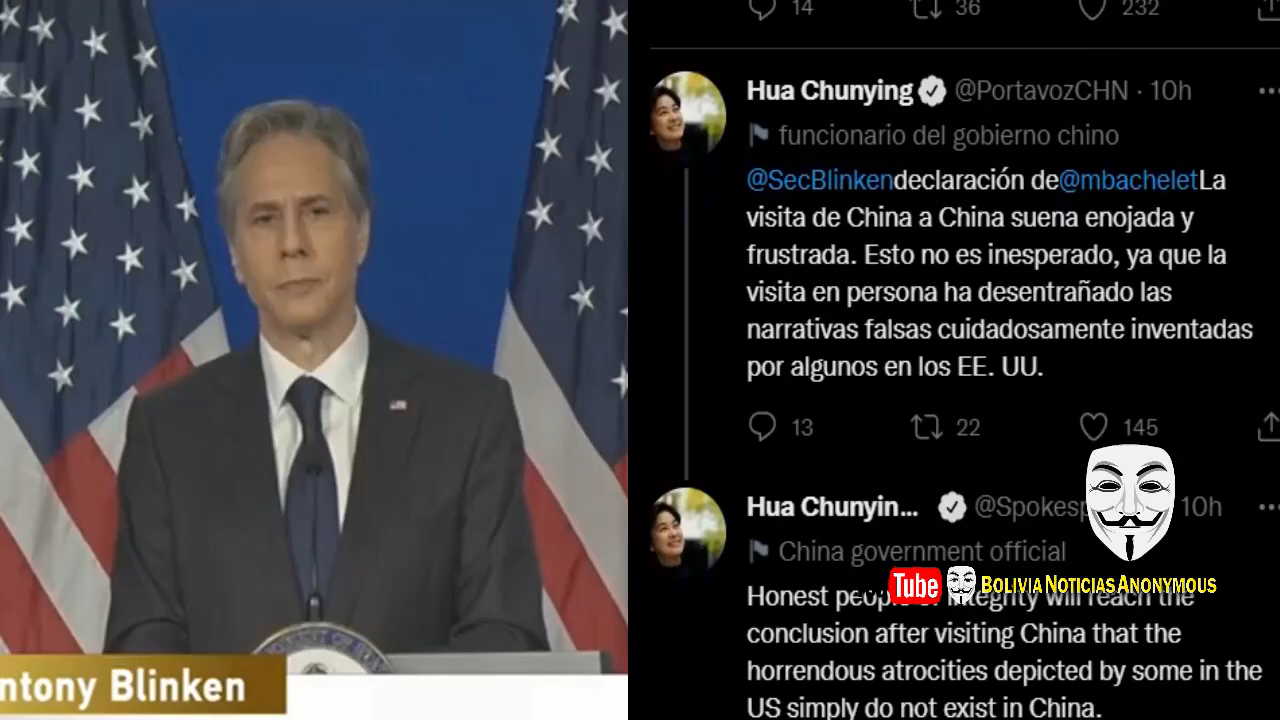 14 36 232
Hua Chunying @PortavozCHN · 10h
funcionario del gobierno chino
@SecBlinkendeclaración de@mbacheletLa
visita de China a China suena enojada y
frustrada. Esto no es inesperado, ya que la
visita en persona ha desentrañado las
narrativas falsas cuidadosamente inventadas
por algunos en los EE. UU.
13 22 145
Hua Chunyin... @Spokesp 10h
China government official
Tube BOLIVIA NOTICIAS ANONYMOUS
Honest integrity will reach the
conclusion after visiting China that the
horrendous atrocities depicted by some in the
US simply do not exist in China.
ntony Blinken